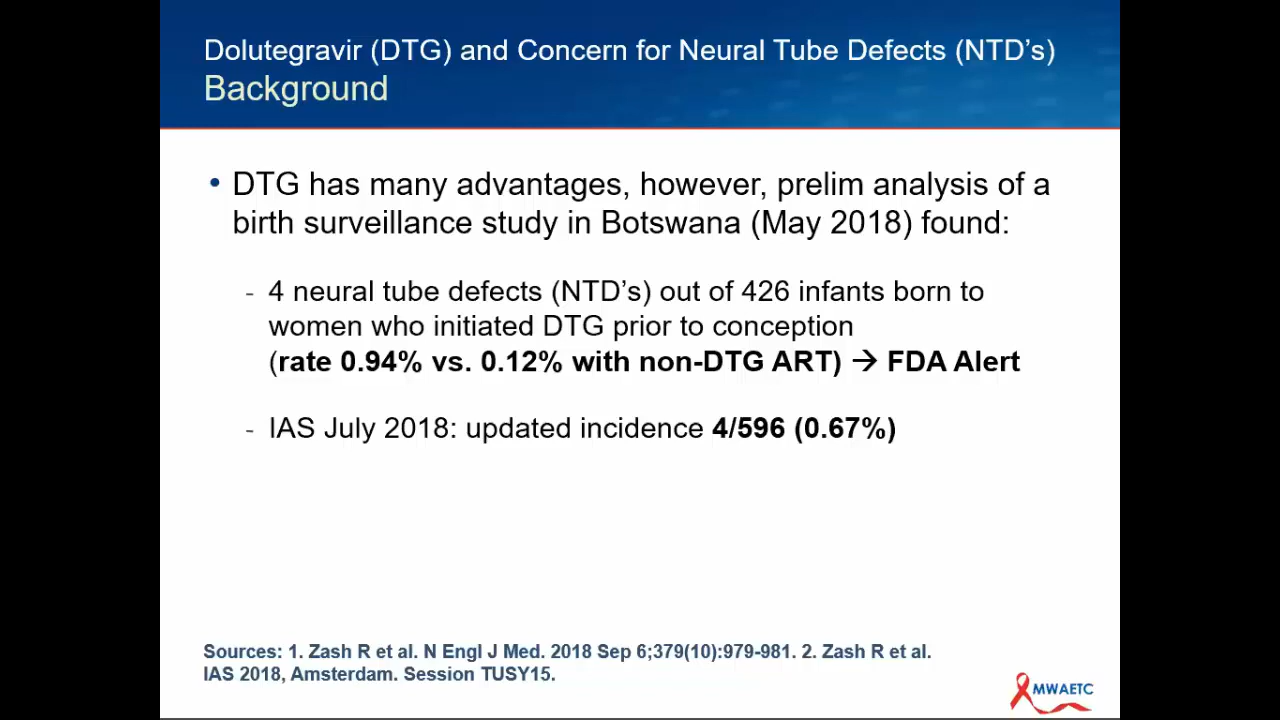 Dolutegravir (DTG) and Concern for Neural Tube Defects (NTD’s)
Background
• DTG has many advantages, however, prelim analysis of a
birth surveillance study in Botswana (May 2018) found:
- 4 neural tube defects (NTD’s) out of 426 infants born to
women who initiated DTG prior to conception
(rate 0.94% vs. 0.12% with non-DTG ART) → FDA Alert
- IAS July 2018: updated incidence 4/596 (0.67%)
Sources: 1. Zash R et al. N Engl J Med. 2018 Sep 6;379(10):979-981. 2. Zash R et al.
IAS 2018, Amsterdam. Session TUSY15.
MWAETC